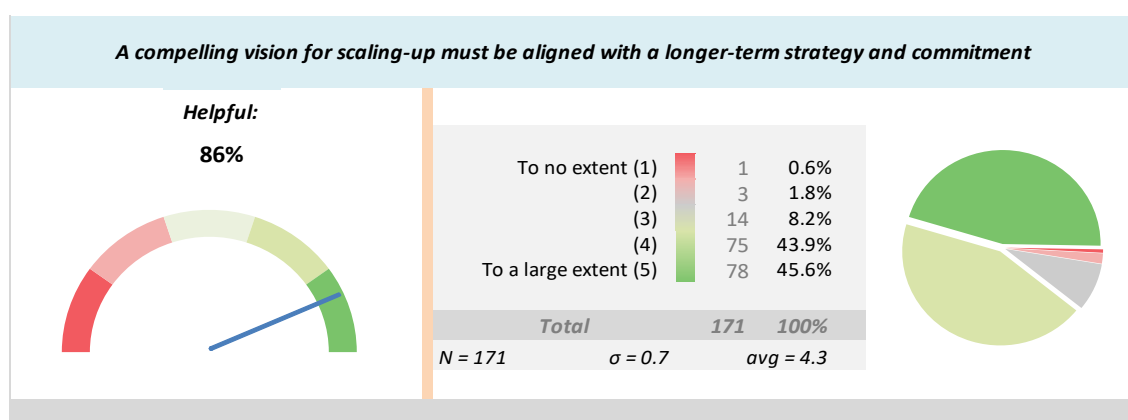 A compelling vision for scaling-up must be aligned with a longer-term strategy and commitment
Helpful:
86%
To no extent (1) 1 0.6%
(2) 3 1.8%
(3) 14 8.2%
(4) 75 43.9%
To a large extent (5) 78 45.6%
Total 171 100%
N = 171 σ = 0.7 avg = 4.3